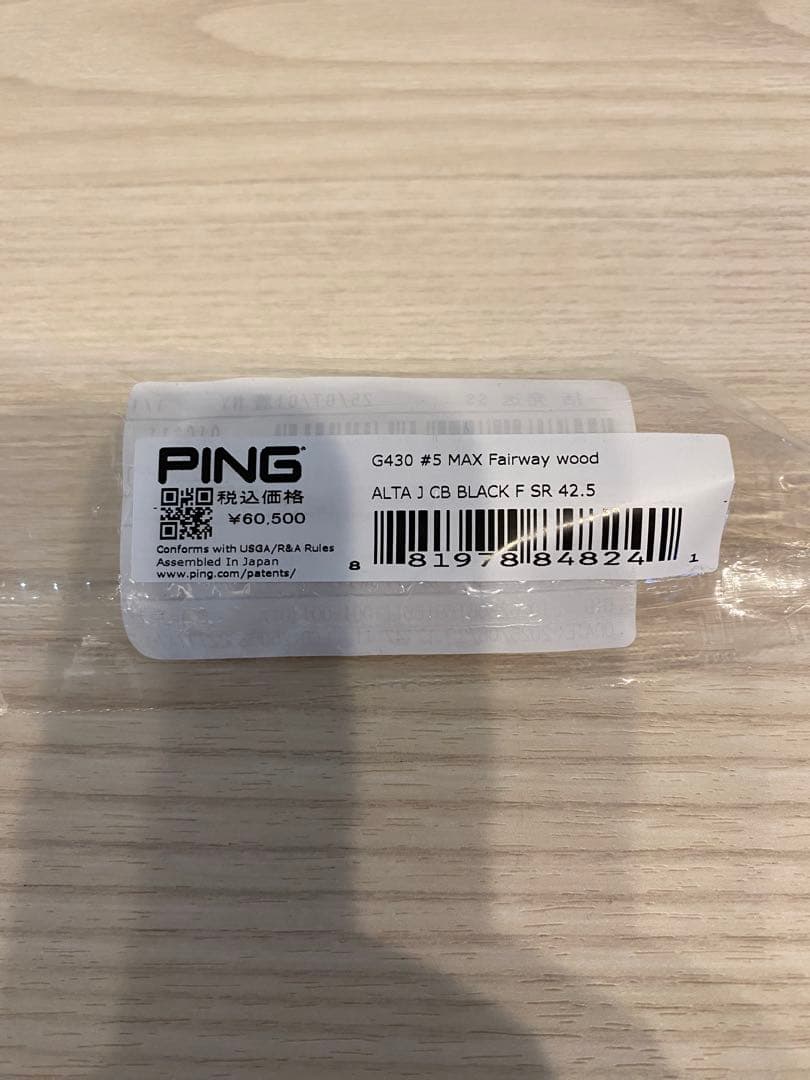 PING
税込価格
¥60,500
Conforms with USGA/R&A Rules
Assembled In Japan
www.ping.com/patents/
G430 #5 MAX Fairway wood
ALTA J CB BLACK F SR 42.5
8 81978 84824 1